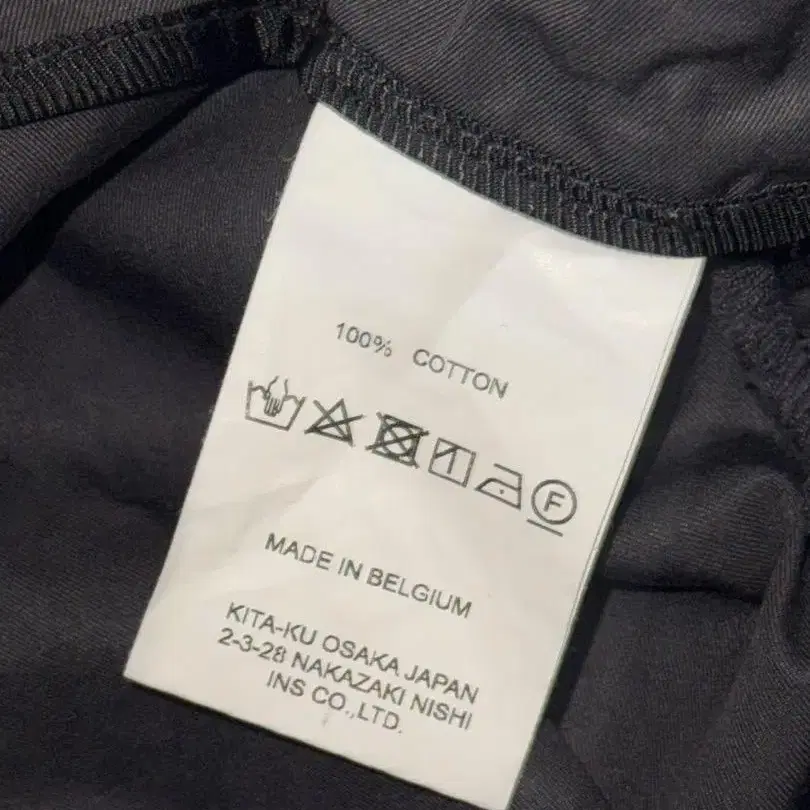 100% COTTON
F
MADE IN BELGIUM
KITA-KU OSAKA JAPAN
2-3-28 NAKAZAKI NISHI
INS CO.,LTD.